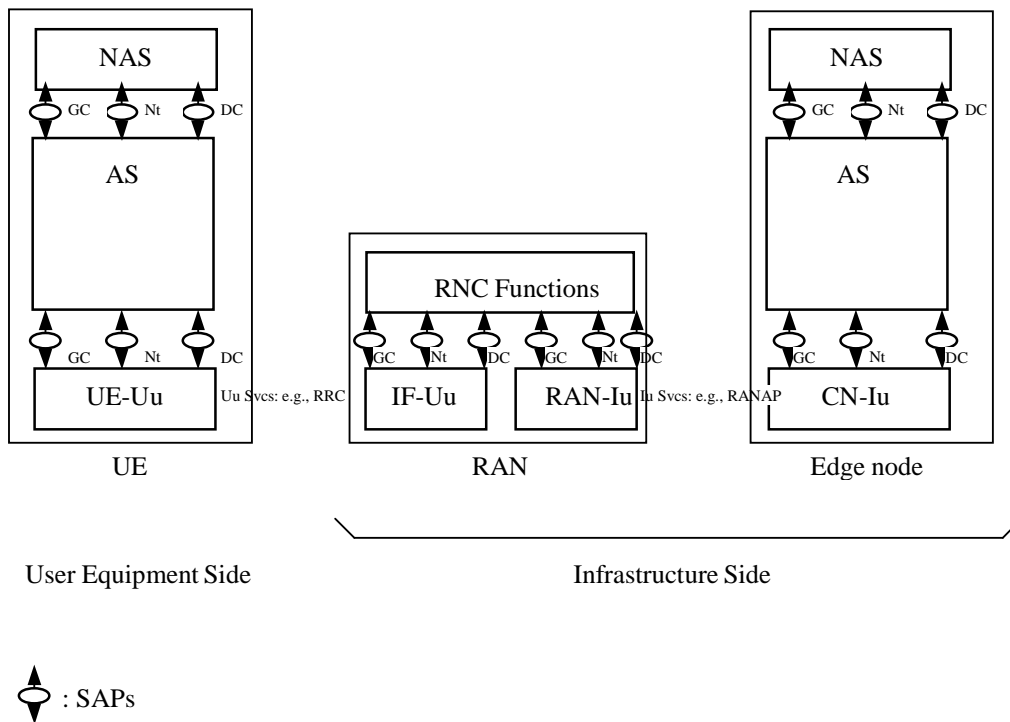 NAS
NAS
GC Nt DC
GC Nt DC
AS
AS
RNC Functions
GC Nt DC
GC Nt DC GC Nt DC
GC Nt DC
UE-Uu
Uu Svcs: e.g., RRC
IF-Uu
RAN-Iu
Iu Svcs: e.g., RANAP
CN-Iu
UE
RAN
Edge node
User Equipment Side
Infrastructure Side
: SAPs